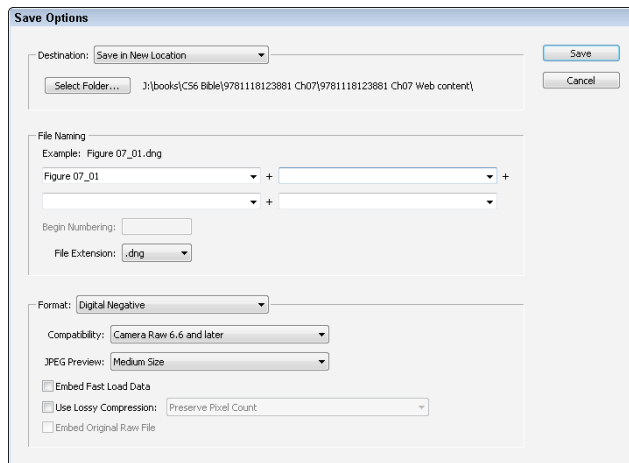 Save Options
Destination: Save in New Location
Save
Select Folder... J:\books\CS6 Bible\9781118123881 Ch07\9781118123881 Ch07 Web content\
Cancel
File Naming
Example: Figure 07_01.dng
Figure 07_01 + +
+
Begin Numbering:
File Extension: .dng
Format: Digital Negative
Compatibility: Camera Raw 6.6 and later
JPEG Preview: Medium Size
Embed Fast Load Data
Use Lossy Compression: Preserve Pixel Count
Embed Original Raw File